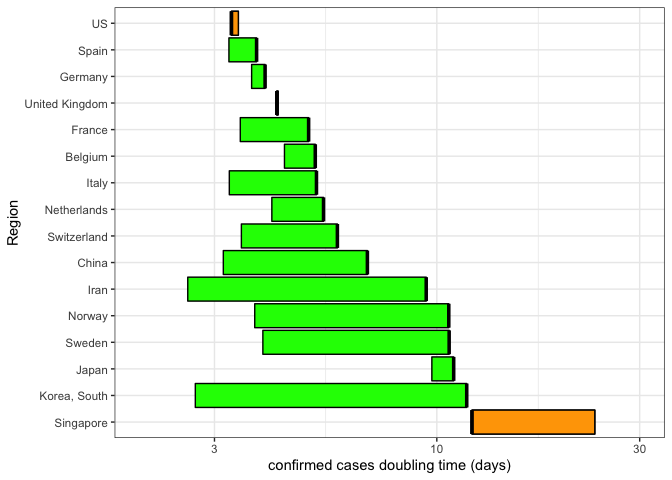 US
Spain
Germany
United Kingdom
France
Belgium
Italy
Netherlands
Switzerland
China
Iran
Norway
Sweden
Japan
Korea, South
Singapore
Region
3
10
30
confirmed cases doubling time (days)